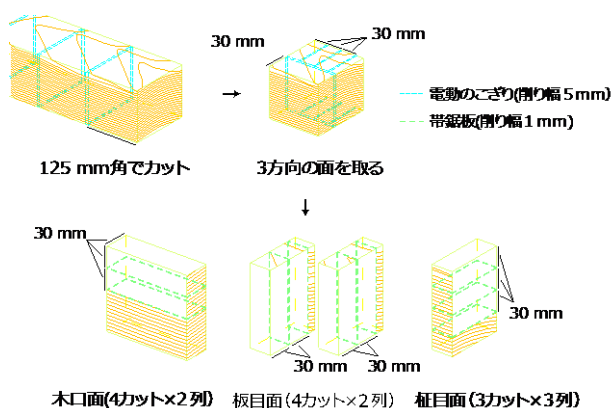 30 mm
30 mm
電動のこぎり(削り幅５mm)
帯鋸板(削り幅１mm)
125 mm角でカット
3方向の面を取る
30 mm
30 mm
30 mm
30 mm
木口面(4カット×2列)
板目面(4カット×2列)
柾目面(3カット×3列)